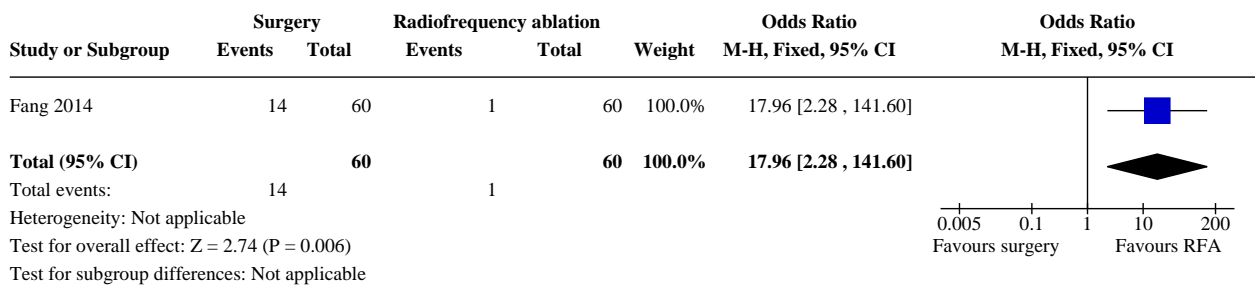 Surgery Radiofrequency ablation Odds Ratio Odds Ratio
Study or Subgroup Events Total Events Total Weight M-H, Fixed, 95% CI M-H, Fixed, 95% CI
Fang 2014 14 60 1 60 100.0% 17.96 [2.28 , 141.60]
Total (95% CI) 60 60 100.0% 17.96 [2.28 , 141.60]
Total events: 14 1
Heterogeneity: Not applicable
Test for overall effect: Z = 2.74 (P = 0.006)
Test for subgroup differences: Not applicable
0.005 0.1 1 10 200
Favours surgery Favours RFA